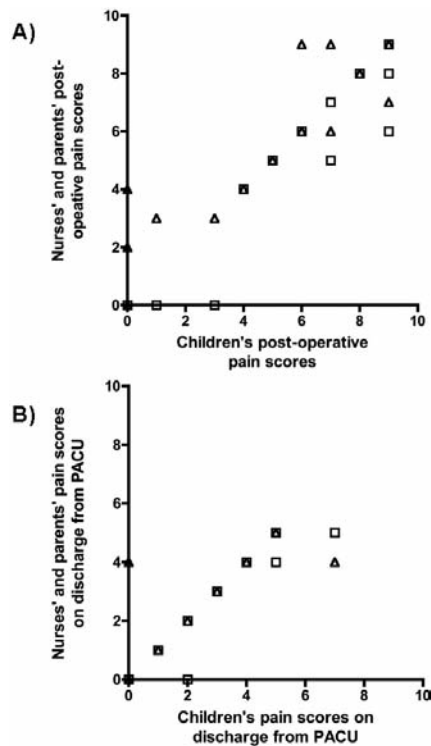 A)
10
8
6
4
2
0
Nurses' and parents' post-
opeative pain scores
0 2 4 6 8 10
Children's post-operative
pain scores
B)
10
8
6
4
2
0
Nurses' and parents' pain scores
on discharge from PACU
0 2 4 6 8 10
Children's pain scores on
discharge from PACU